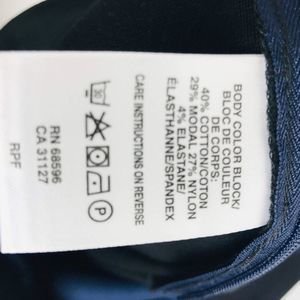 BODY COLOR BLOCK/
BLOC DE COULEUR
DE CORPS:
40% COTTON/COTON
29% MODAL 27% NYLON
4% ELASTANE/
ÉLASTHANNE/SPANDEX
CARE INSTRUCTIONS ON REVERSE
30
P
RN 68596
CA 31127
RPF